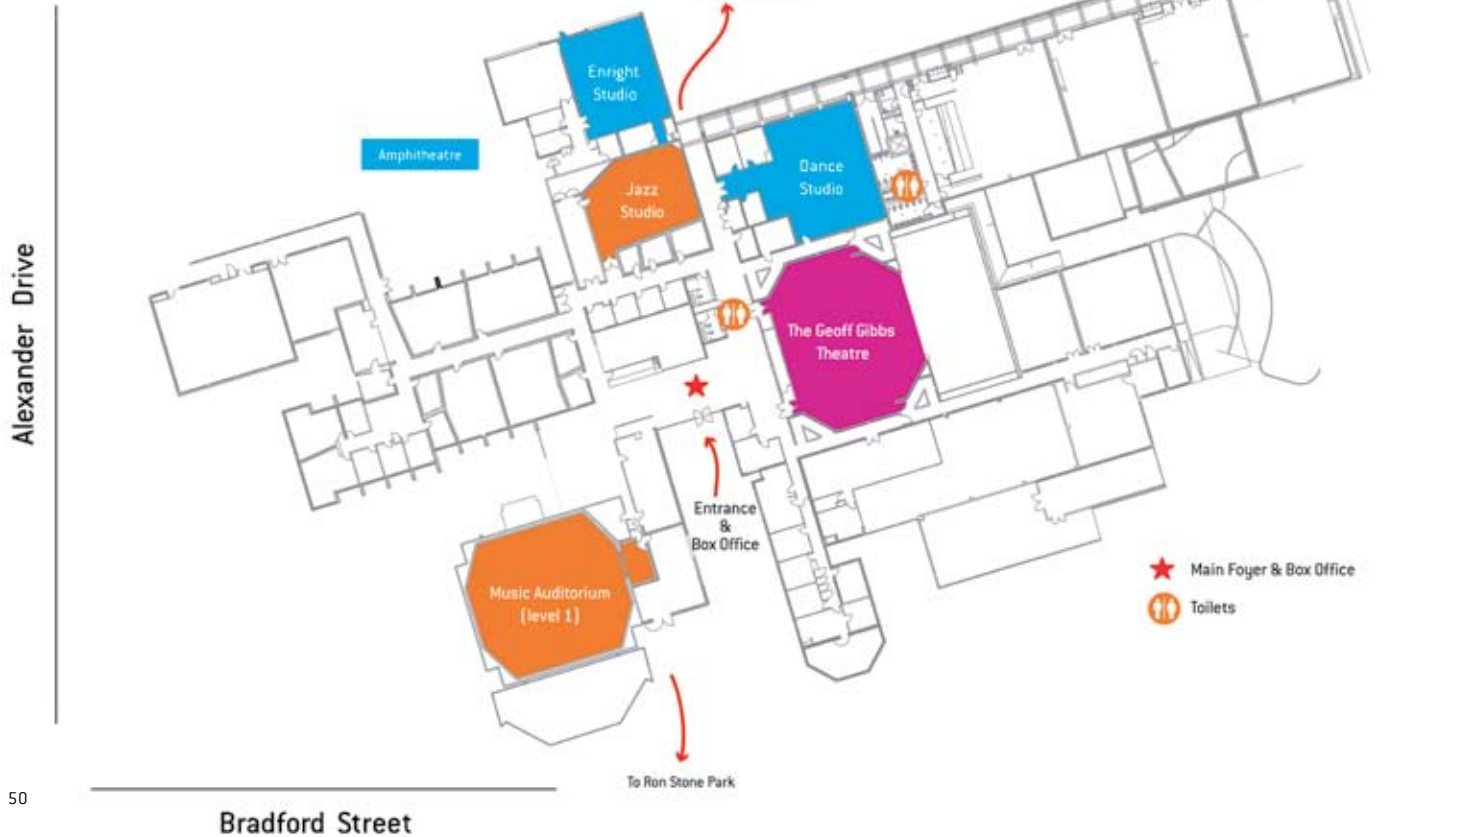 Enright
Studio
Amphitheatre
Dance
Studio
Jazz
Studio
Alexander Drive
The Geoff Gibbs
Theatre
Entrance
&
Box Office
Main Foyer & Box Office
Toilets
Music Auditorium
(level 1)
To Ron Stone Park
50
Bradford Street